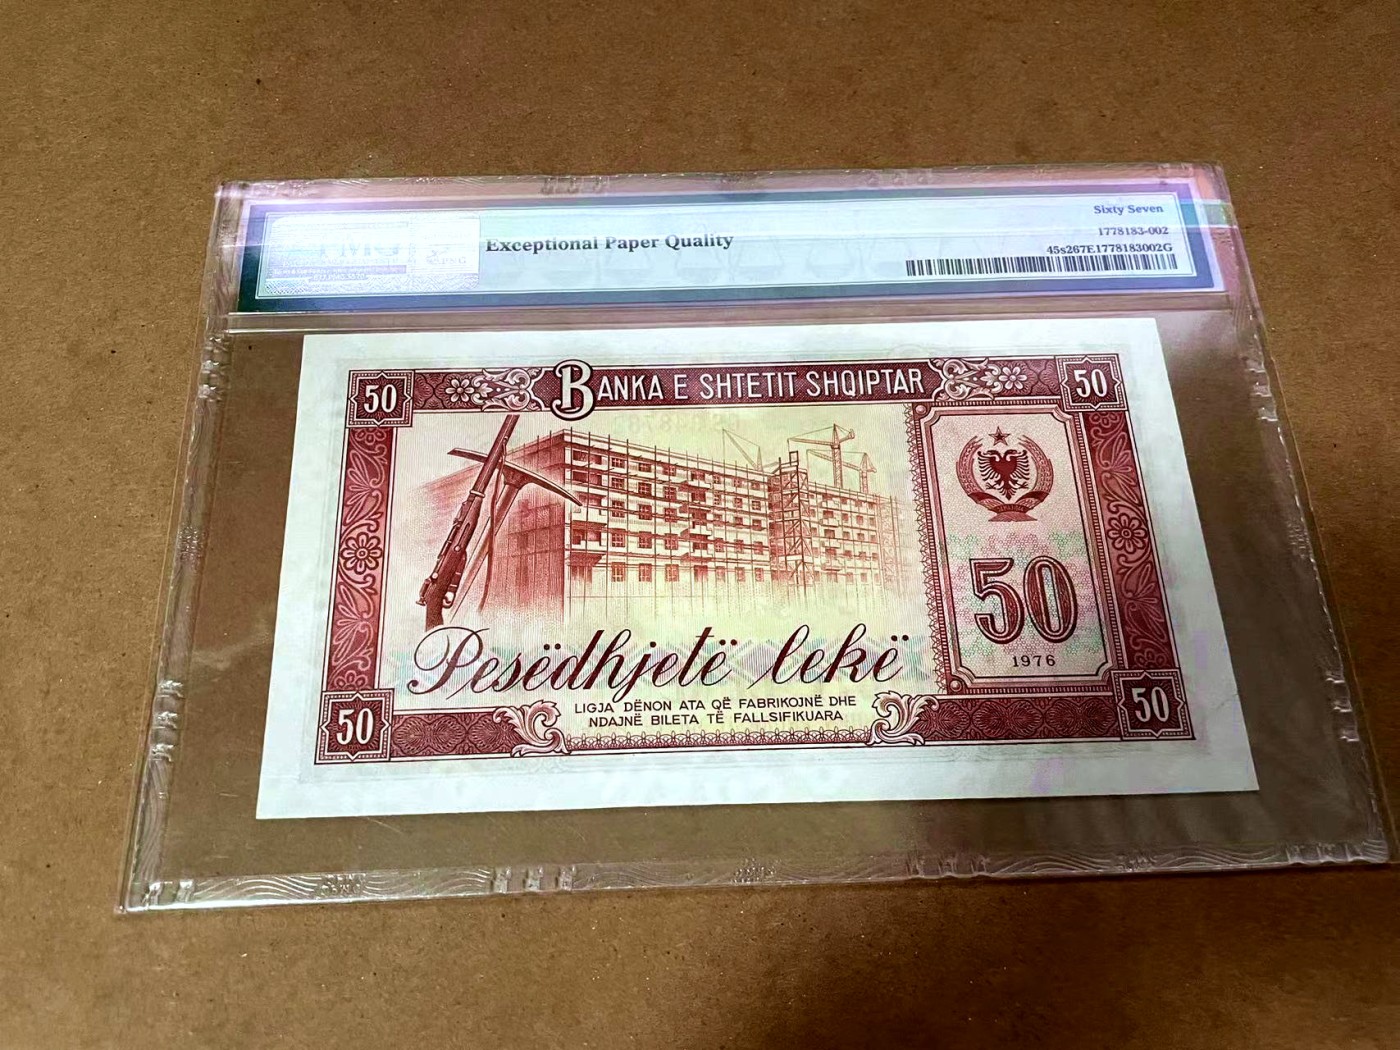 Sixty Seven
Exceptional Paper Quality
1778183-002
45s267E1778183002G
50 BANKA E SHTETIT SHQIPTAR 50
50
1976
Pesëdhjetë lekë
LIGJA DËNON ATA QË FABRIKOJNË DHE
NDAJNË BILETA TË FALLSIFIKUARA
50 50